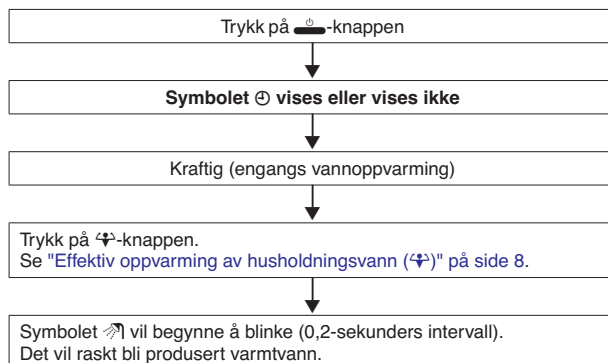 Trykk på -knappen
Symbolet vises eller vises ikke
Kraftig (engangs vannoppvarming)
Trykk på -knappen.
Se "Effektiv oppvarming av husholdningsvann ()" på side 8.
Symbolet vil begynne å blinke (0,2-sekunders intervall).
Det vil raskt bli produsert varmtvann.